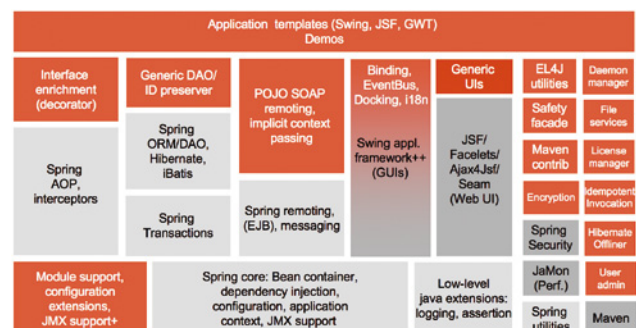 Application templates (Swing, JSF, GWT)
Demos
Interface
enrichment
(decorator)
Generic DAO/
ID preserver
POJO SOAP
remoting,
implicit context
passing
Binding,
EventBus,
Docking, i18n
Generic
UIs
EL4J
utilities
Daemon
manager
Safety
facade
File
services
Spring
AOP,
interceptors
Spring
ORM/DAO,
Hibernate,
iBatis
Swing appl.
framework++
(GUIs)
JSF/
Facelets/
Ajax4Jsf/
Seam
(Web UI)
Maven
contrib
License
manager
Encryption
Idempotent
Invocation
Spring
Transactions
Spring remoting,
(EJB), messaging
Spring
Security
Hibernate
Offliner
Module support,
configuration
extensions,
JMX support+
Spring core: Bean container,
dependency injection,
configuration, application
context, JMX support
Low-level
java extensions:
logging, assertion
JaMon
(Perf.)
User
admin
Spring
utilities
Maven